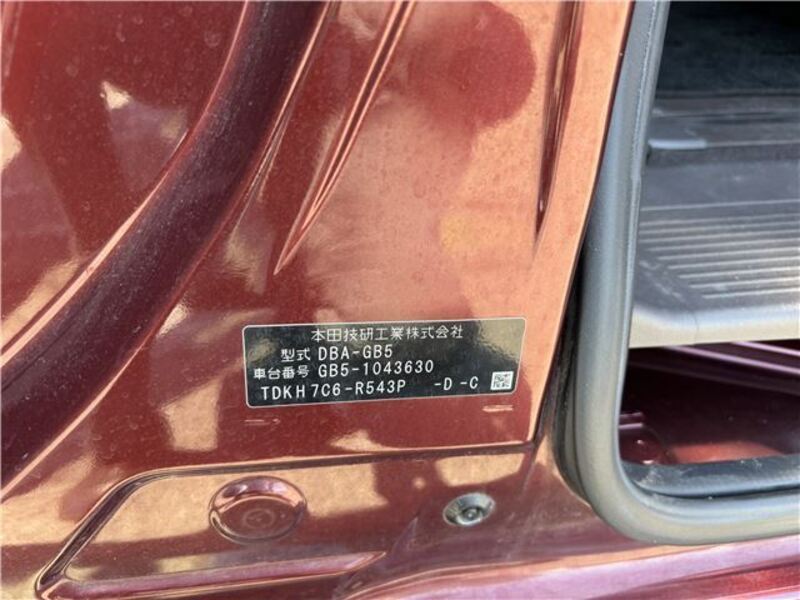 本田技研工業株式会社
型式 DBA-GB5
車台番号 GB5-1043630
TDKH7C6-R543P -D -C